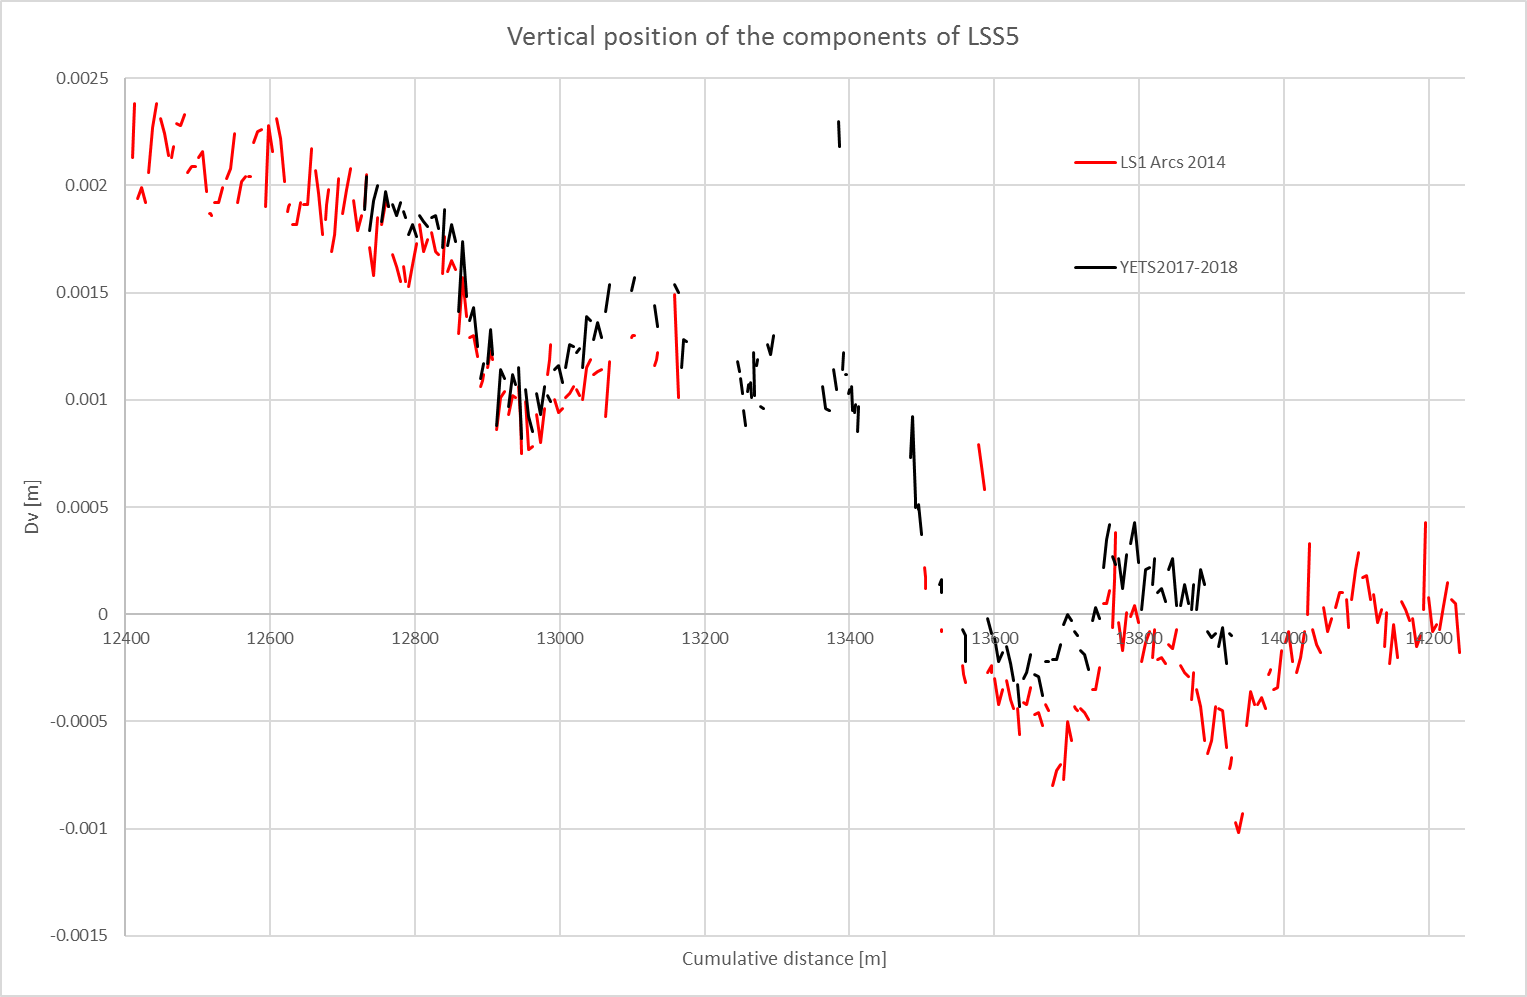 Vertical position of the components of LSS5
0.0025
0.002
0.0015
0.001
0.0005
0
-0.0005
-0.001
-0.0015
Dv [m]
LS1 Arcs 2014
YETS2017-2018
12400 12600 12800 13000 13200 13400 13600 13800 14000 14200
Cumulative distance [m]